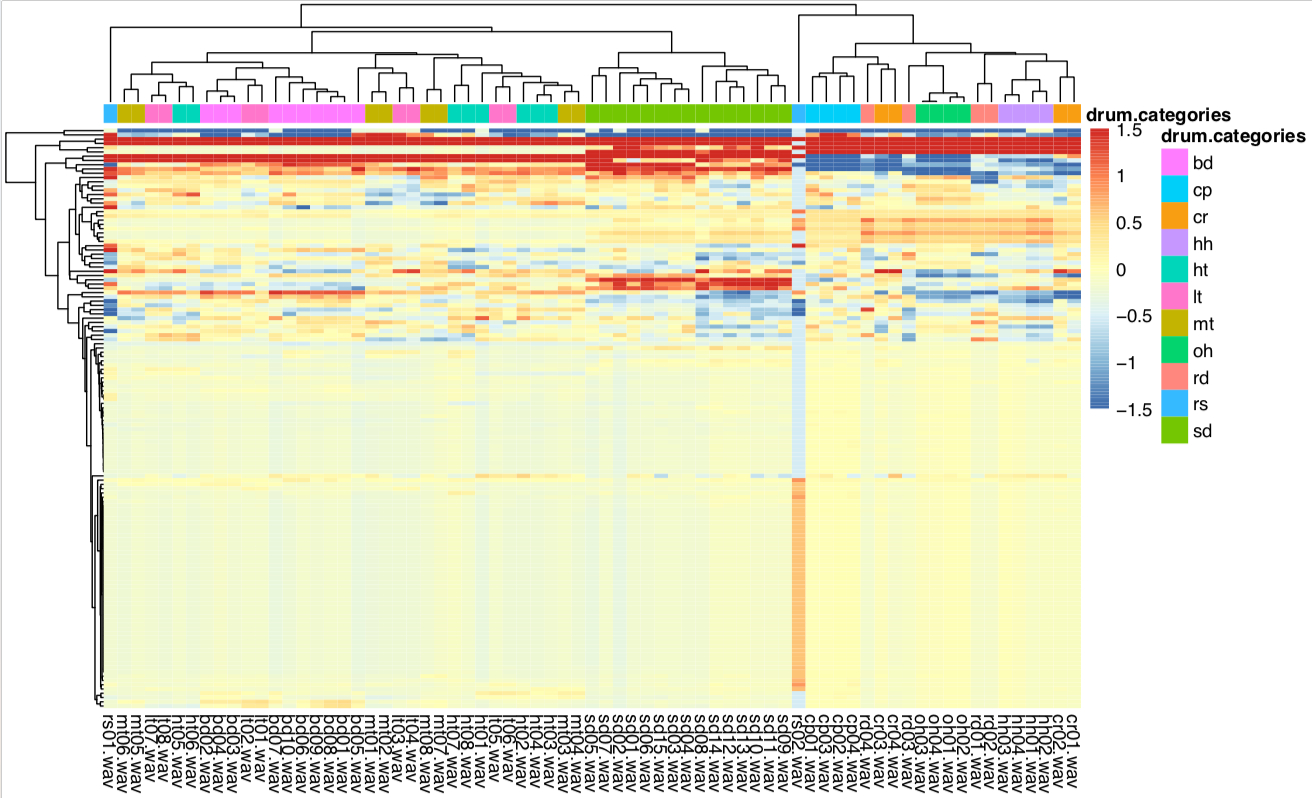 drum.categories
1.5
1
0.5
0
−0.5
−1
−1.5
drum.categories
bd
cp
cr
hh
ht
lt
mt
oh
rd
rs
sd
rs01.wav
mt06.wav
mt05.wav
lt07.wav
lt08.wav
ht05.wav
ht06.wav
bd02.wav
bd04.wav
bd03.wav
lt02.wav
lt01.wav
bd07.wav
bd10.wav
bd06.wav
bd09.wav
bd08.wav
bd01.wav
bd05.wav
mt01.wav
mt02.wav
lt03.wav
lt04.wav
mt08.wav
mt07.wav
ht07.wav
ht08.wav
ht01.wav
lt05.wav
lt06.wav
ht02.wav
ht04.wav
ht03.wav
mt03.wav
mt04.wav
sd05.wav
sd07.wav
sd02.wav
sd01.wav
sd06.wav
sd15.wav
sd03.wav
sd04.wav
sd08.wav
sd14.wav
sd12.wav
sd13.wav
sd10.wav
sd11.wav
sd09.wav
rs02.wav
cp01.wav
cp03.wav
cp02.wav
cp04.wav
rd04.wav
cr03.wav
cr04.wav
rd03.wav
oh03.wav
oh04.wav
oh01.wav
oh02.wav
rd01.wav
rd02.wav
hh03.wav
hh04.wav
hh01.wav
hh02.wav
cr02.wav
cr01.wav